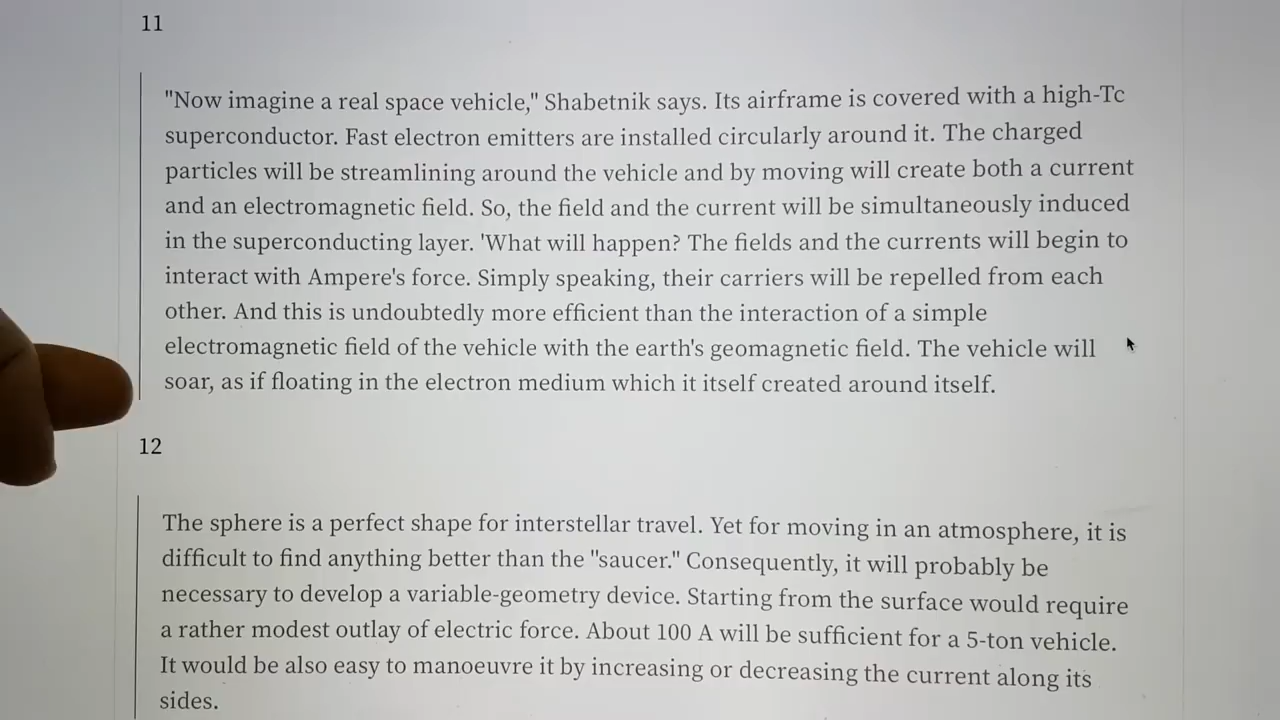 11
"Now imagine a real space vehicle," Shabetnik says. Its airframe is covered with a high-Tc
superconductor. Fast electron emitters are installed circularly around it. The charged
particles will be streamlining around the vehicle and by moving will create both a current
and an electromagnetic field. So, the field and the current will be simultaneously induced
in the superconducting layer. 'What will happen? The fields and the currents will begin to
interact with Ampere's force. Simply speaking, their carriers will be repelled from each
other. And this is undoubtedly more efficient than the interaction of a simple
electromagnetic field of the vehicle with the earth's geomagnetic field. The vehicle will
soar, as if floating in the electron medium which it itself created around itself.
12
The sphere is a perfect shape for interstellar travel. Yet for moving in an atmosphere, it is
difficult to find anything better than the "saucer." Consequently, it will probably be
necessary to develop a variable-geometry device. Starting from the surface would require
a rather modest outlay of electric force. About 100 A will be sufficient for a 5-ton vehicle.
It would be also easy to manoeuvre it by increasing or decreasing the current along its
sides.